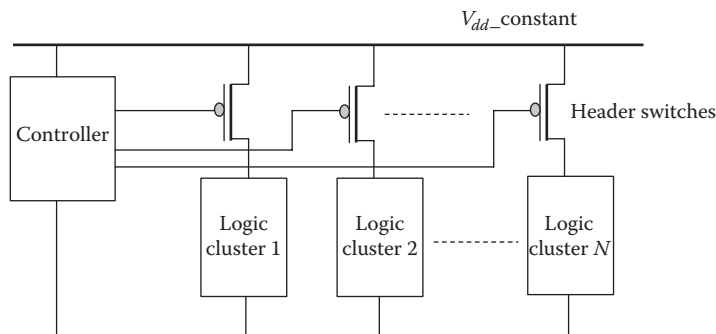 V_dd_constant
Controller
Header switches
Logic
cluster 1
Logic
cluster 2
Logic
cluster N